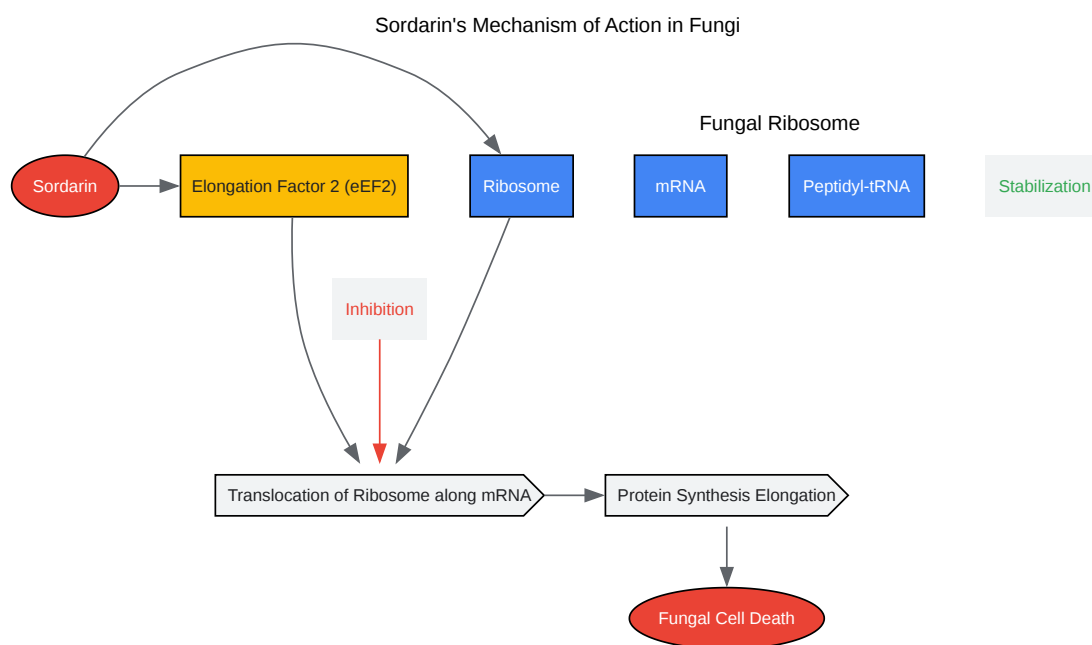 Sordarin's Mechanism of Action in Fungi
Fungal Ribosome
Sordarin
Elongation Factor 2 (eEF2)
Ribosome
mRNA
Peptidyl-tRNA
Stabilization
Inhibition
Translocation of Ribosome along mRNA
Protein Synthesis Elongation
Fungal Cell Death